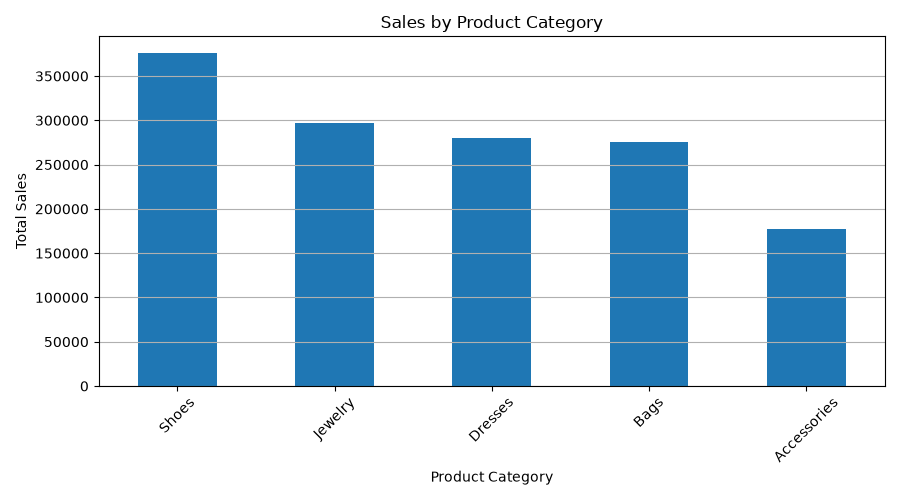 Sales by Product Category
Total Sales
350000
300000
250000
200000
150000
100000
50000
0
Shoes
Jewelry
Dresses
Bags
Accessories
Product Category